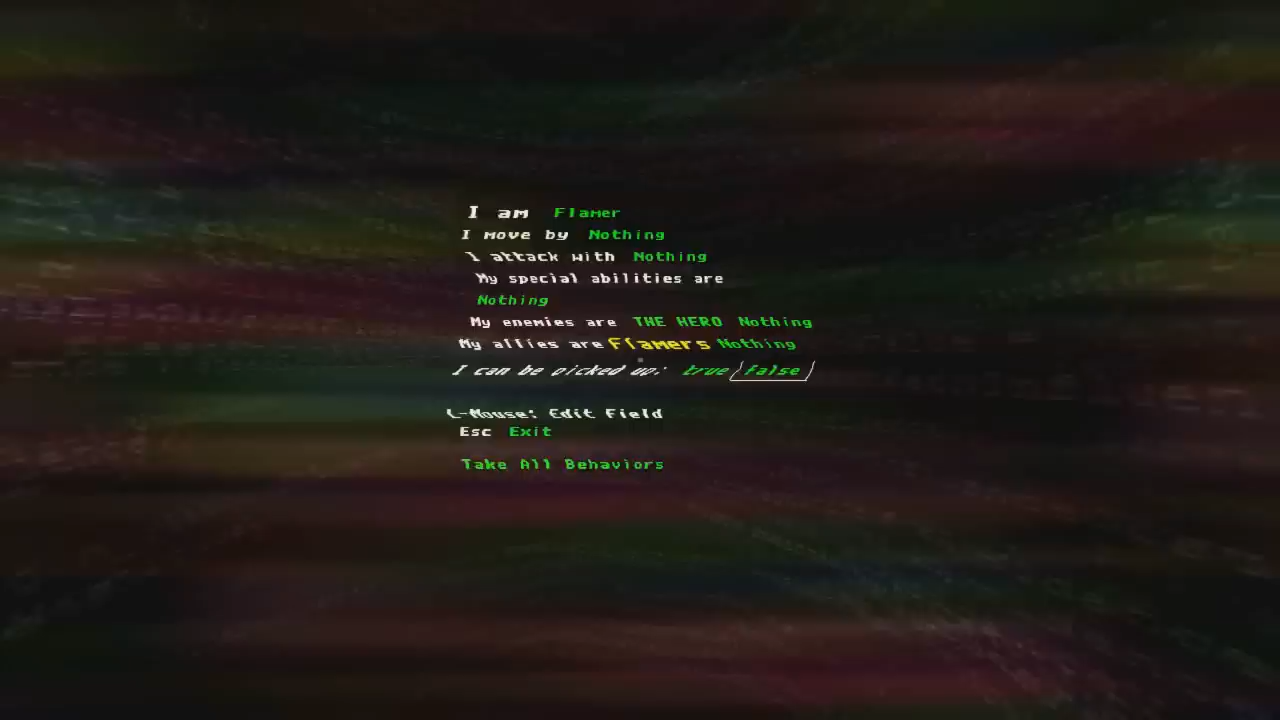 I am Flamer
I move by Nothing
I attack with Nothing
My special abilities are
Nothing
My enemies are THE HERO Nothing
My allies are Flamers Nothing
I can be picked up: true false
L-Mouse: Edit Field
Esc Exit
Take All Behaviors